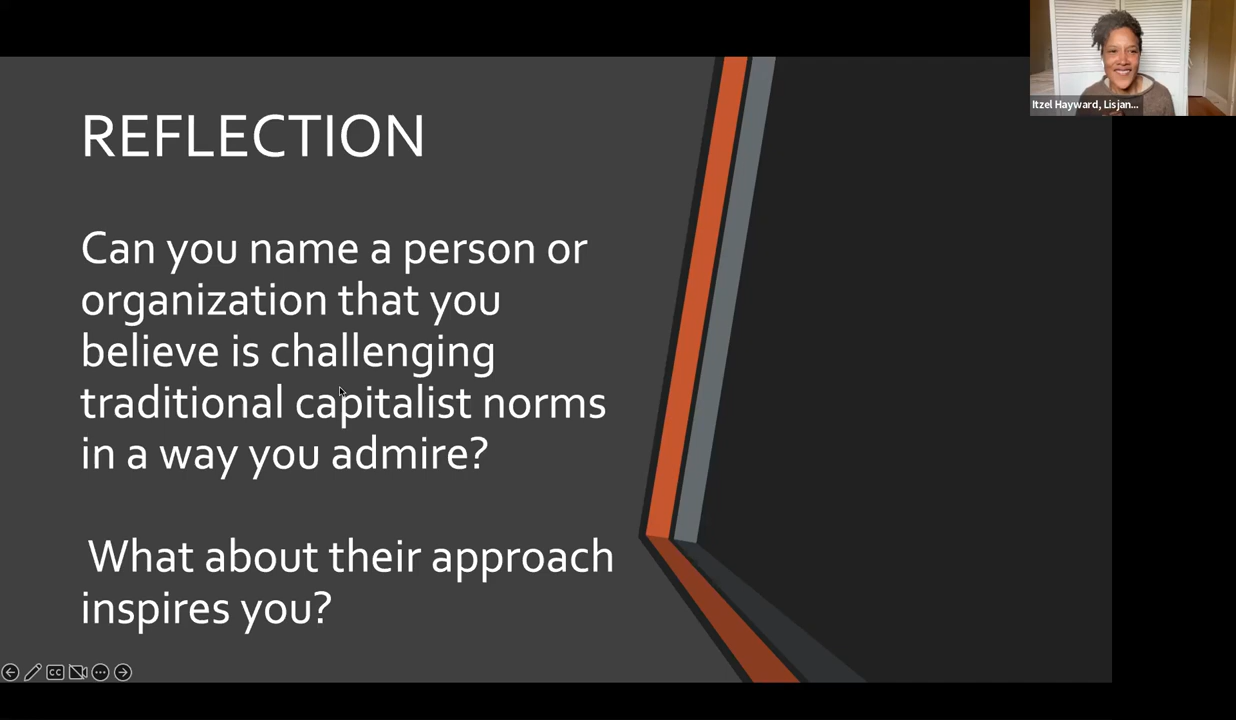 Itzel Hayward, Lisjan...
REFLECTION
Can you name a person or
organization that you
believe is challenging
traditional capitalist norms
in a way you admire?
What about their approach
inspires you?
CC